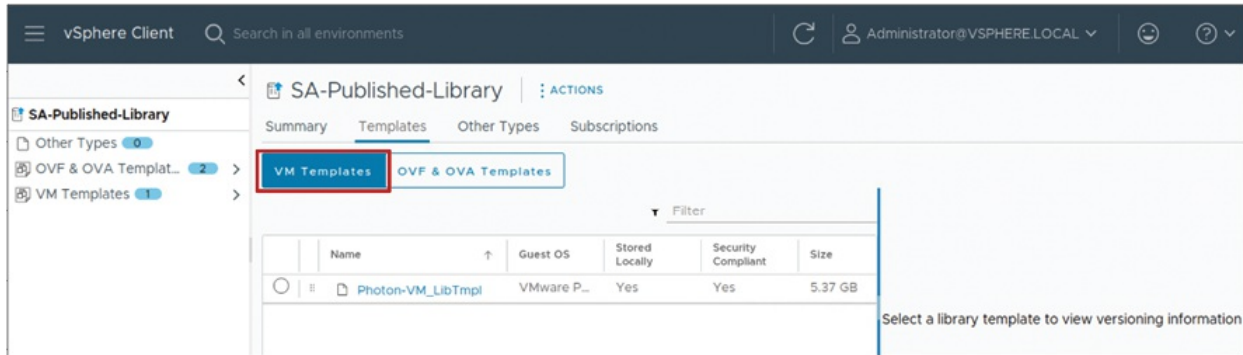 vSphere Client
Search in all environments
Administrator@VSPHERE.LOCAL
SA-Published-Library
Other Types 0
OVF & OVA Templat... 2
VM Templates 1
SA-Published-Library
ACTIONS
Summary Templates Other Types Subscriptions
VM Templates OVF & OVA Templates
Filter
Name Guest OS Stored Locally Security Compliant Size
Photon-VM_LibTmpl VMware P... Yes Yes 5.37 GB
Select a library template to view versioning information